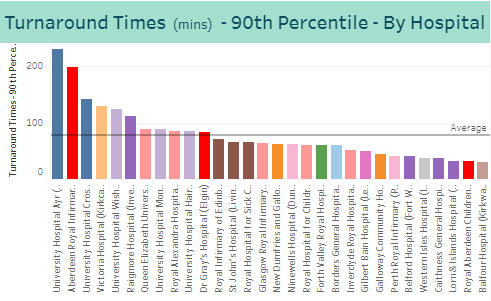 Turnaround Times (mins) - 90th Percentile - By Hospital
Turnaround Times - 90th Perce..
200
100
0
Average
University Hospital Ayr (..
Aberdeen Royal Infirmar..
University Hospital Cros..
Victoria Hospital (Kirkca..
University Hospital Wish..
Raigmore Hospital (Inve..
Queen Elizabeth Univers..
University Hospital Mon..
Royal Alexandra Hospita..
University Hospital Hair..
Dr Gray's Hospital (Elgin)
Royal Infirmary of Edinb..
St John's Hospital (Livin..
Royal Hospital for Sick C..
Glasgow Royal Infirmary..
New Dumfries and Gallo..
Ninewells Hospital (Dun..
Royal Hospital for Childr..
Forth Valley Royal Hospi..
Borders General Hospita..
Inverclyde Royal Hospita..
Gilbert Bain Hospital (Le..
Galloway Community Ho..
Perth Royal Infirmary (P..
Belford Hospital (Fort W..
Western Isles Hospital (I..
Caithness General Hospi..
Lorn & Islands Hospital (..
Royal Aberdeen Children..
Balfour Hospital (Kirkwa..